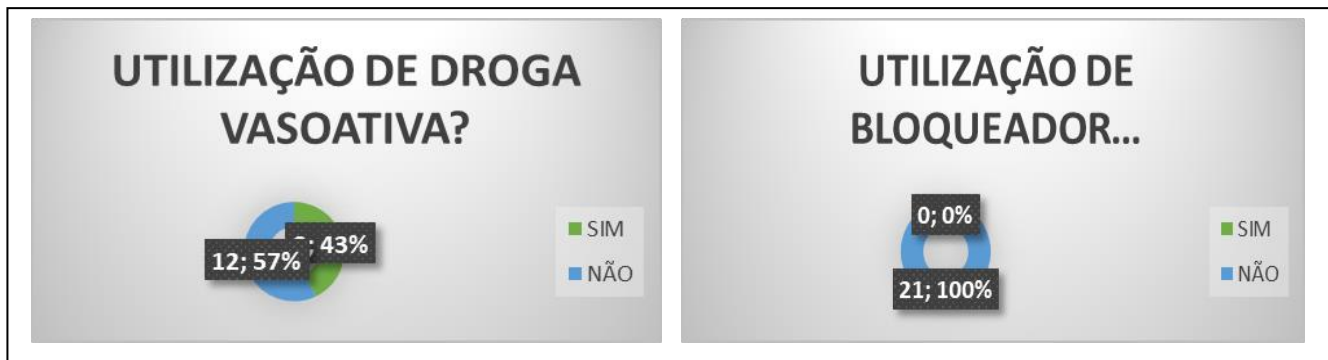 UTILIZAÇÃO DE DROGA
VASOATIVA?
43%
12; 57%
SIM
NÃO
UTILIZAÇÃO DE
BLOQUEADOR...
0; 0%
21; 100%
SIM
NÃO